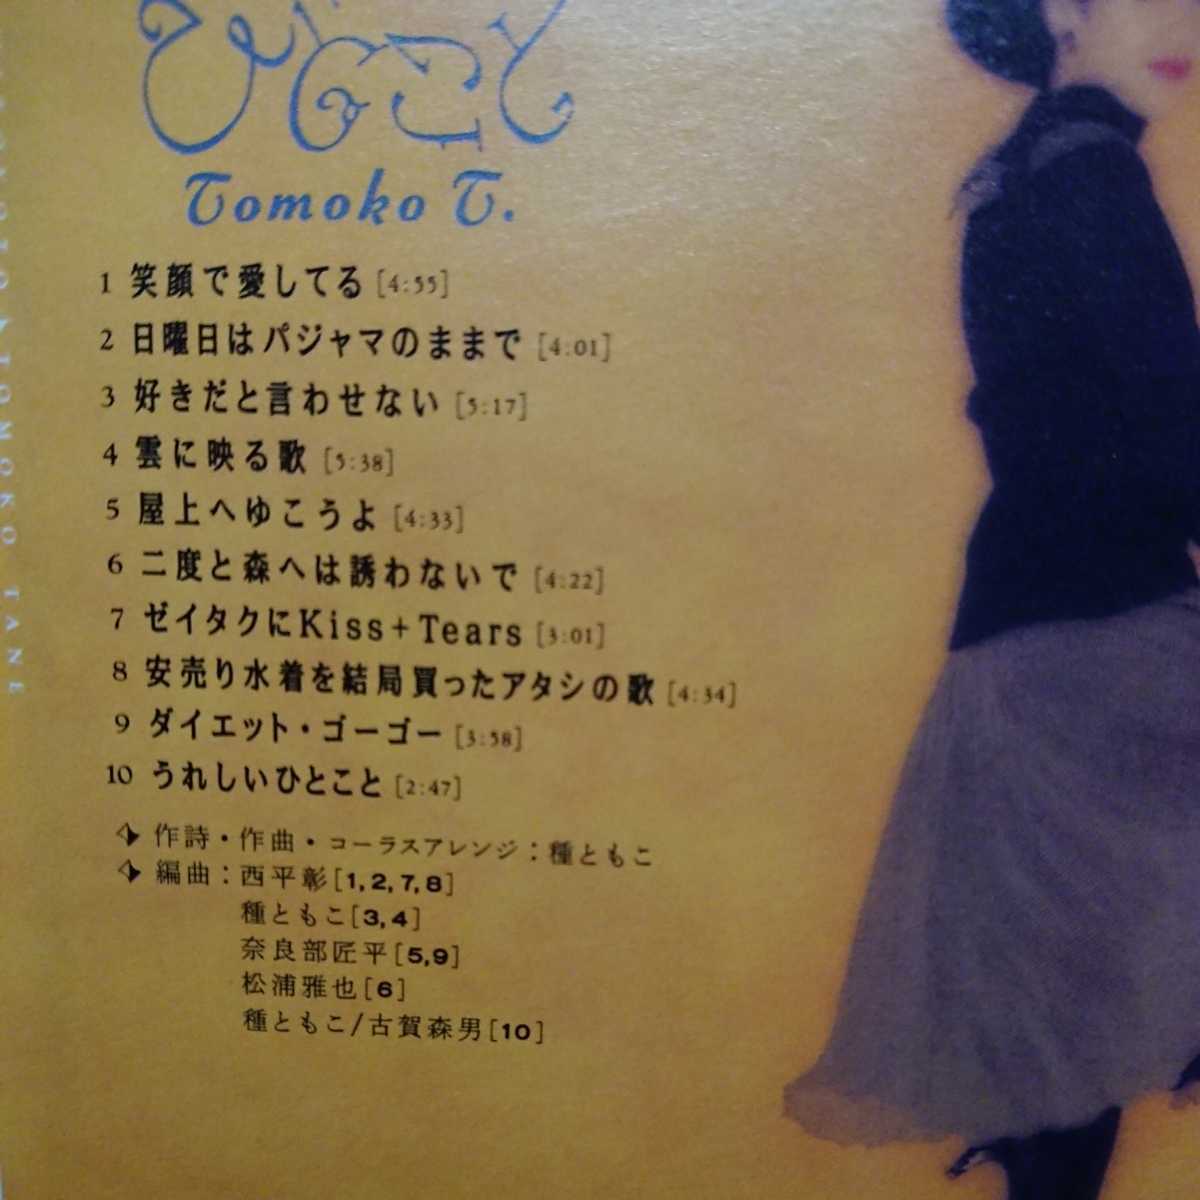 ひとこと
Tomoko T.
1 笑顔で愛してる [4:55]
2 日曜日はパジャマのままで [4:01]
3 好きだと言わせない [5:17]
4 雲に映る歌 [5:38]
5 屋上へゆこうよ [4:33]
6 二度と森へは誘わないで [4:22]
7 ゼイタクにKiss+Tears [3:01]
8 安売り水着を結局買ったアタシの歌 [4:34]
9 ダイエット・ゴーゴー [3:58]
10 うれしいひとこと [2:47]
作詩・作曲・コーラスアレンジ:種ともこ
編曲:西平彰[1,2,7,8]
種ともこ[3,4]
奈良部匠平[5,9]
松浦雅也[6]
種ともこ/古賀森男[10]
TOMOKO TANE